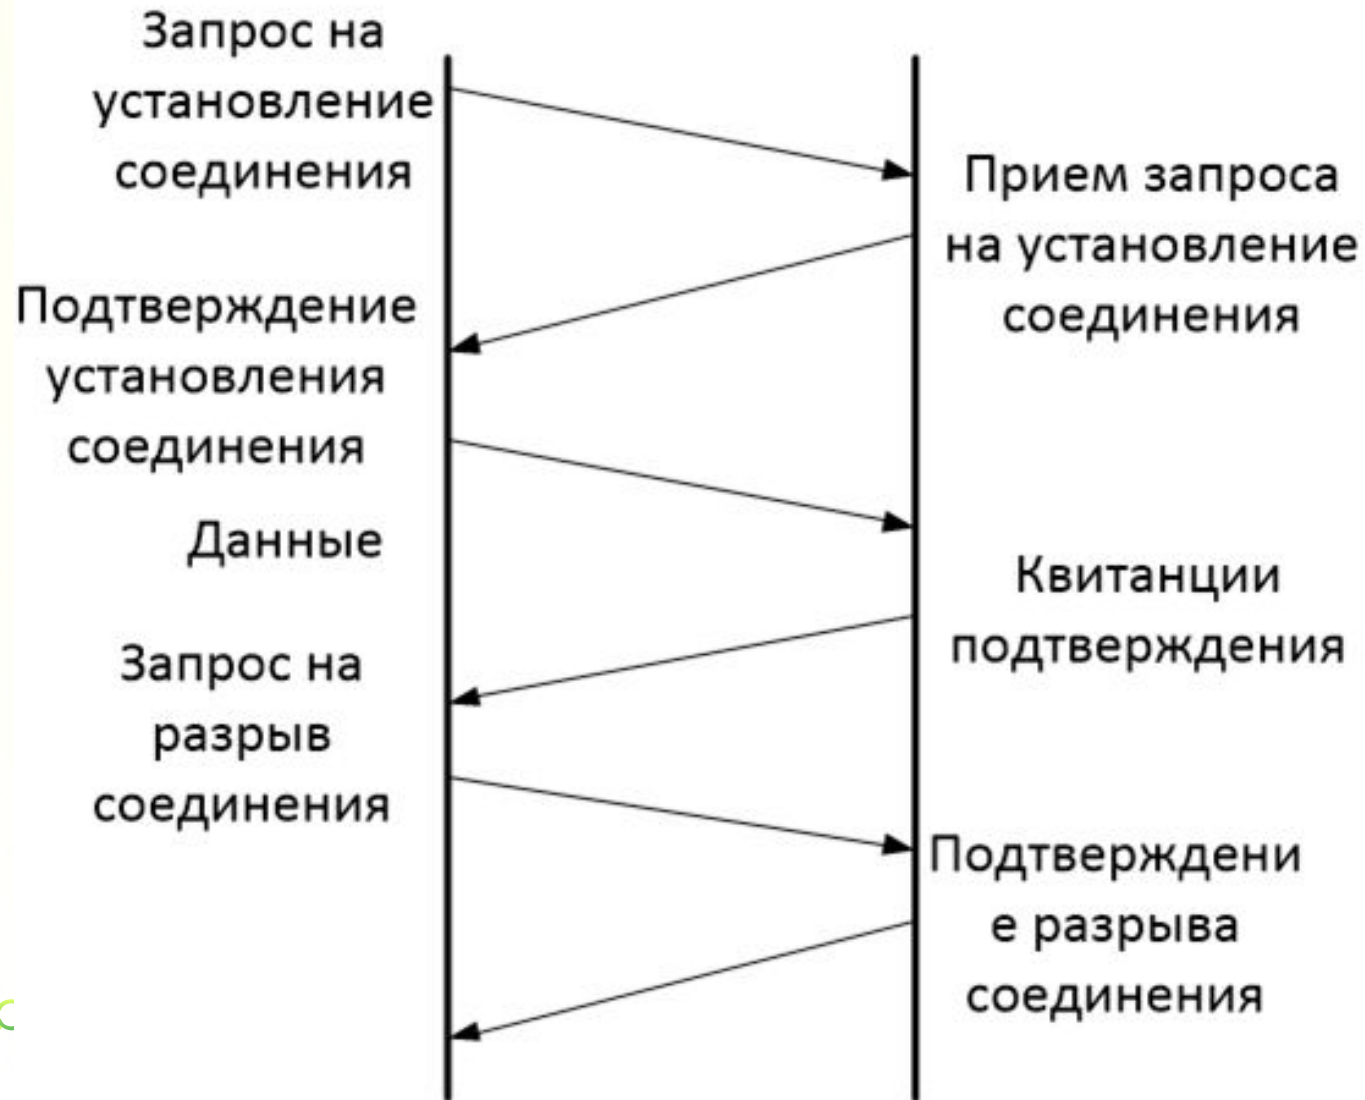 Запрос на
установление
соединения
Прием запроса
на установление
соединения
Подтверждение
установления
соединения
Данные
Квитанции
подтверждения
Запрос на
разрыв
соединения
Подтверждени
е разрыва
соединения